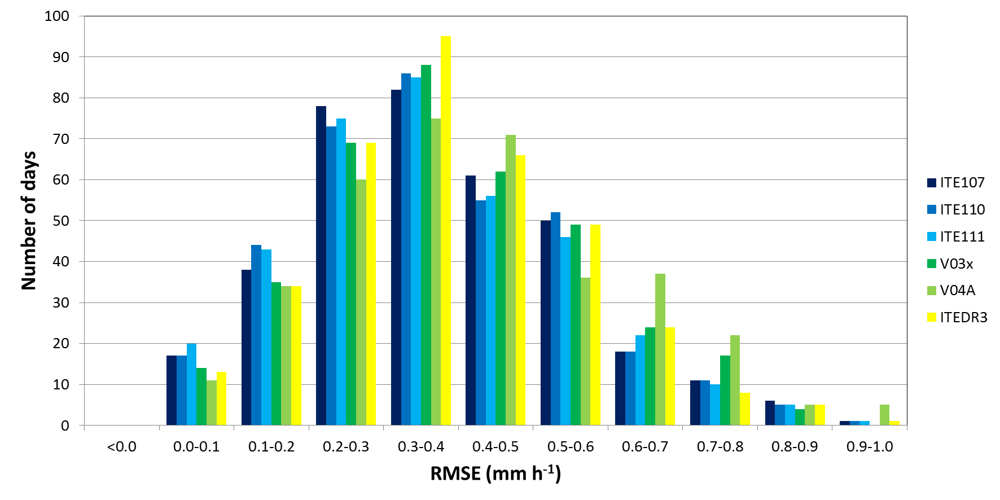 100
90
80
70
60
50
40
30
20
10
0
Number of days
<0.0 0.0-0.1 0.1-0.2 0.2-0.3 0.3-0.4 0.4-0.5 0.5-0.6 0.6-0.7 0.7-0.8 0.8-0.9 0.9-1.0
RMSE (mm h⁻¹)
ITE107
ITE110
ITE111
V03x
V04A
ITEDR3